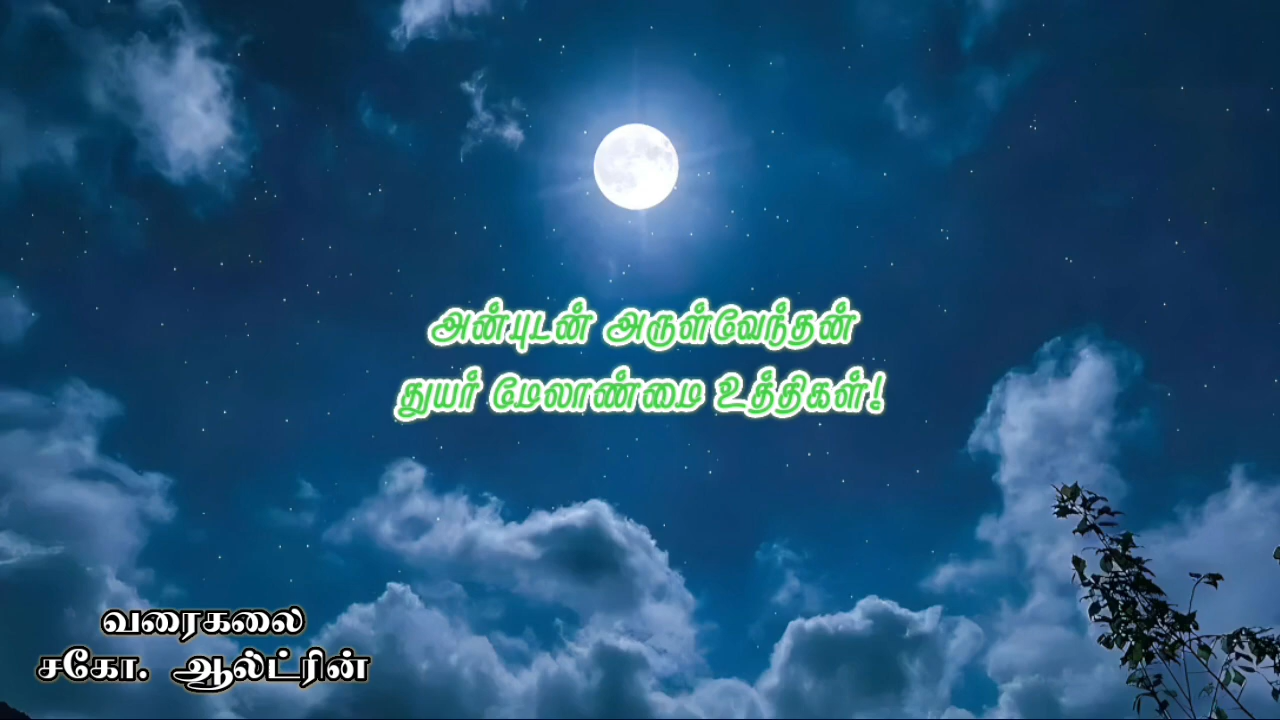 அன்புடன் அருள்வேந்தன்
துயர் மேலாண்மை உத்திகள்!
வரைகலை
சகோ. ஆல்ட்ரின்